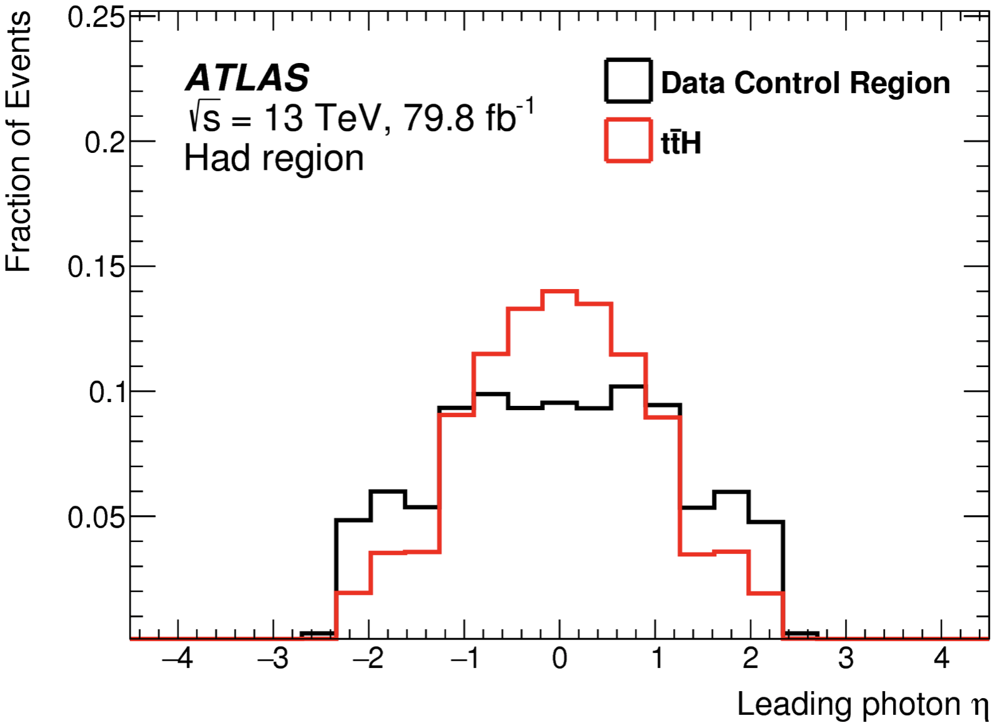 Fraction of Events
0.25
0.2
0.15
0.1
0.05
ATLAS
√s = 13 TeV, 79.8 fb⁻¹
Had region
Data Control Region
tt̄H
−4 −3 −2 −1 0 1 2 3 4
Leading photon η